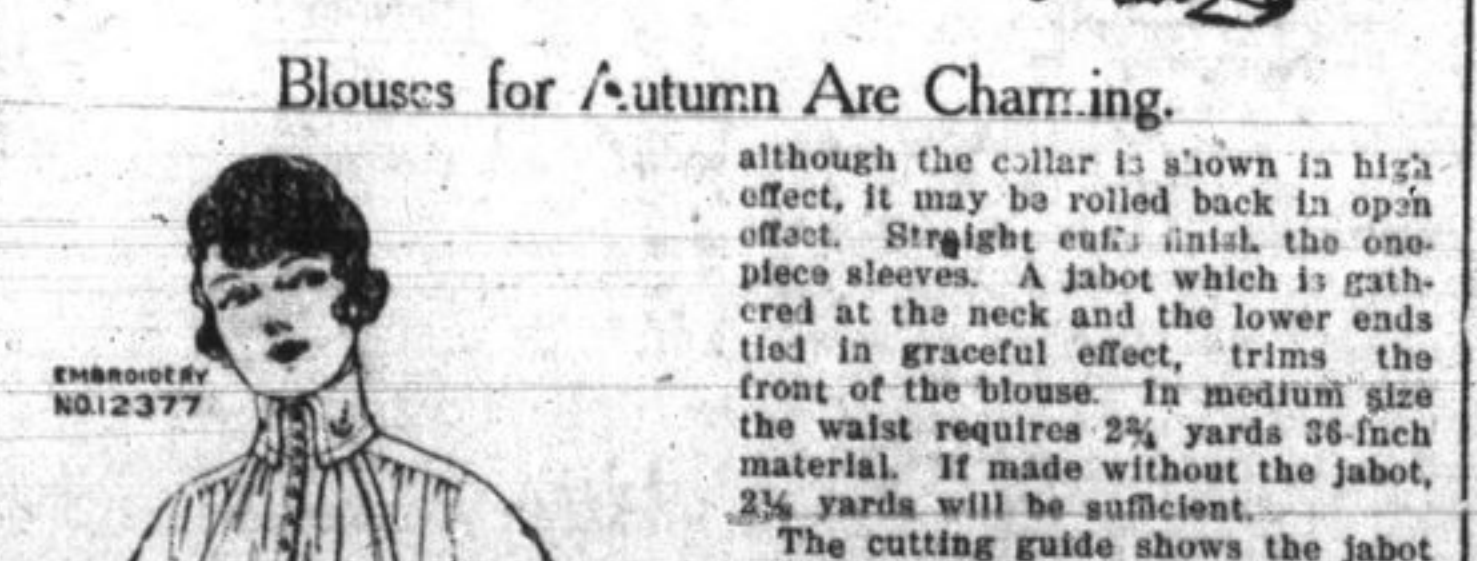 Blouses for Autumn Are Charming.
EMBROIDERY
NO.12377
although the collar is shown in high
effect, it may be rolled back in open
effect. Straight cuffs finish the one-
piece sleeves. A jabot which is gath-
ered at the neck and the lower ends
tied in graceful effect, trims the
front of the blouse. In medium size
the waist requires 2¾ yards 36-inch
material. If made without the jabot,
yards will be sufficient.
The cutting guide shows the jabot